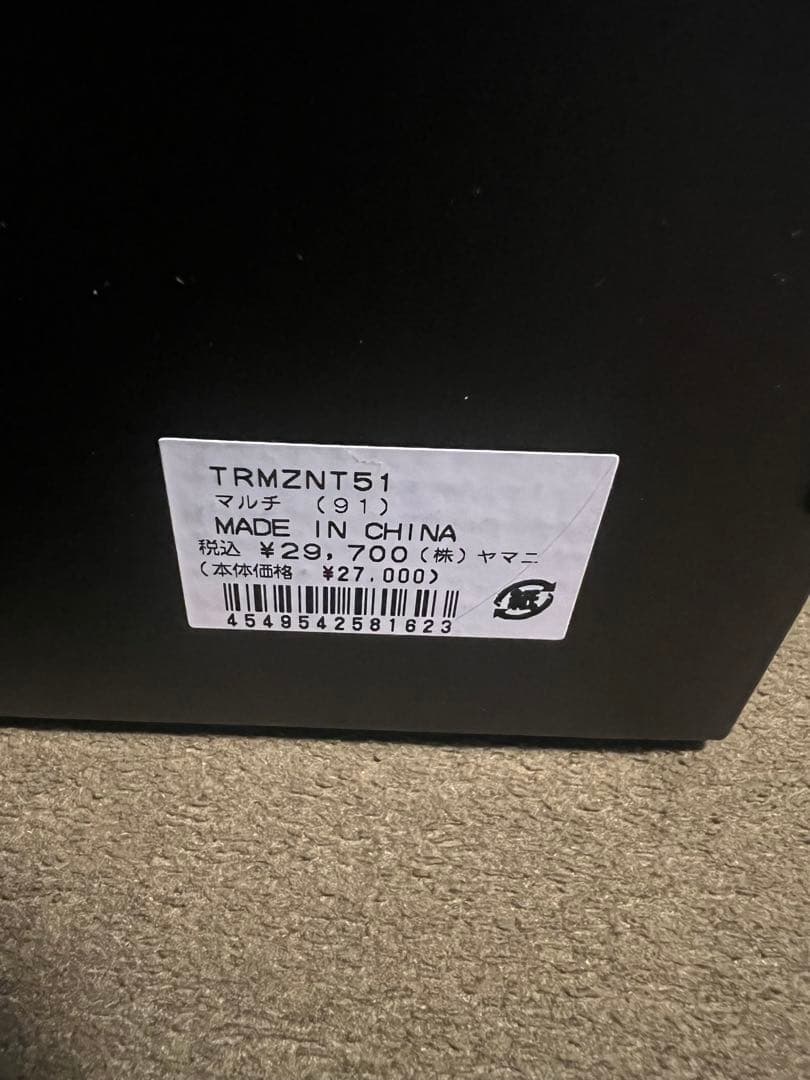 TRMZNT51
マルチ （91）
MADE IN CHINA
税込 ￥29,700（株）ヤマニ
（本体価格 ￥27,000）
4549542581623
紙